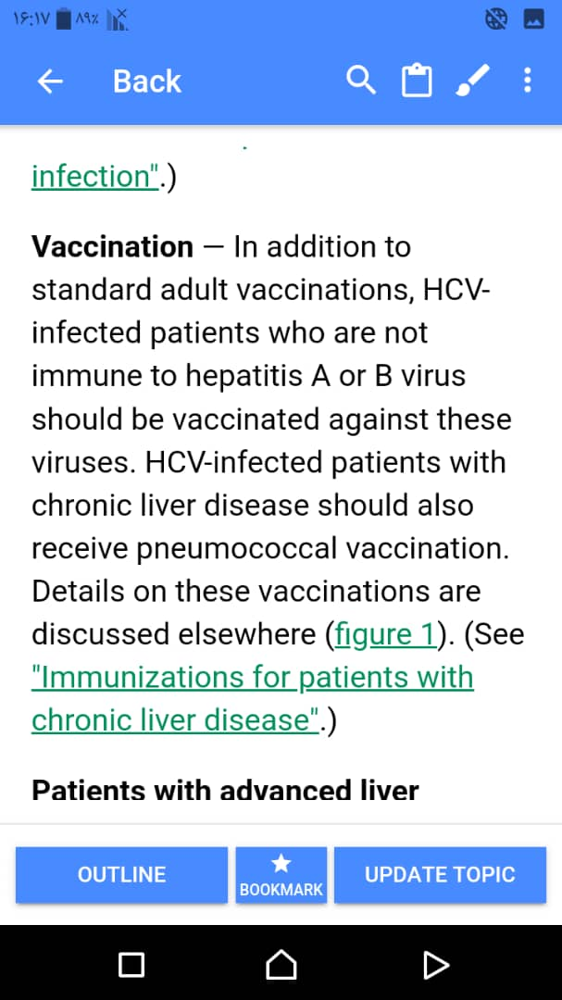 ۱۶:۱۷ ۸۹٪
Back
infection".)
Vaccination — In addition to
standard adult vaccinations, HCV-
infected patients who are not
immune to hepatitis A or B virus
should be vaccinated against these
viruses. HCV-infected patients with
chronic liver disease should also
receive pneumococcal vaccination.
Details on these vaccinations are
discussed elsewhere (figure 1). (See
"Immunizations for patients with
chronic liver disease".)
Patients with advanced liver
OUTLINE
BOOKMARK
UPDATE TOPIC